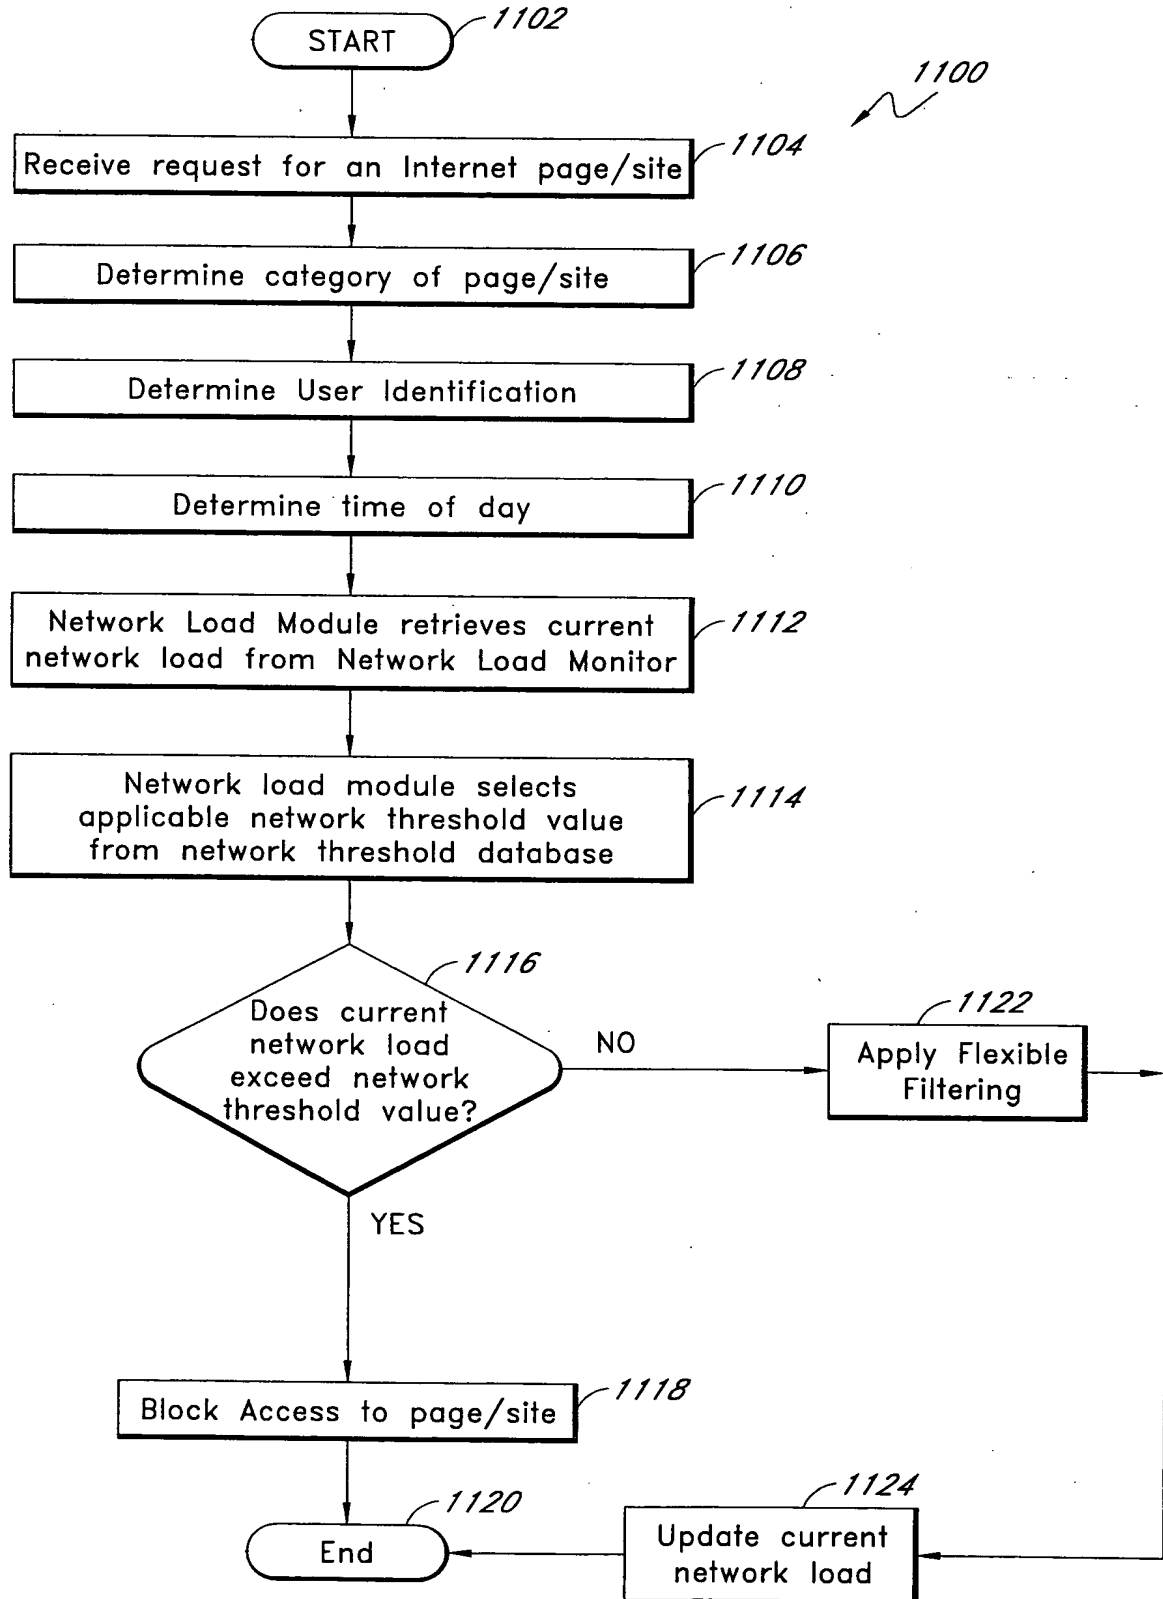 START
1102
1100
Receive request for an Internet page/site
1104
Determine category of page/site
1106
Determine User Identification
1108
Determine time of day
1110
Network Load Module retrieves current
network load from Network Load Monitor
1112
Network load module selects
applicable network threshold value
from network threshold database
1114
1116
Does current
network load
exceed network
threshold value?
NO
1122
Apply Flexible
Filtering
YES
Block Access to page/site
1118
1120
End
1124
Update current
network load